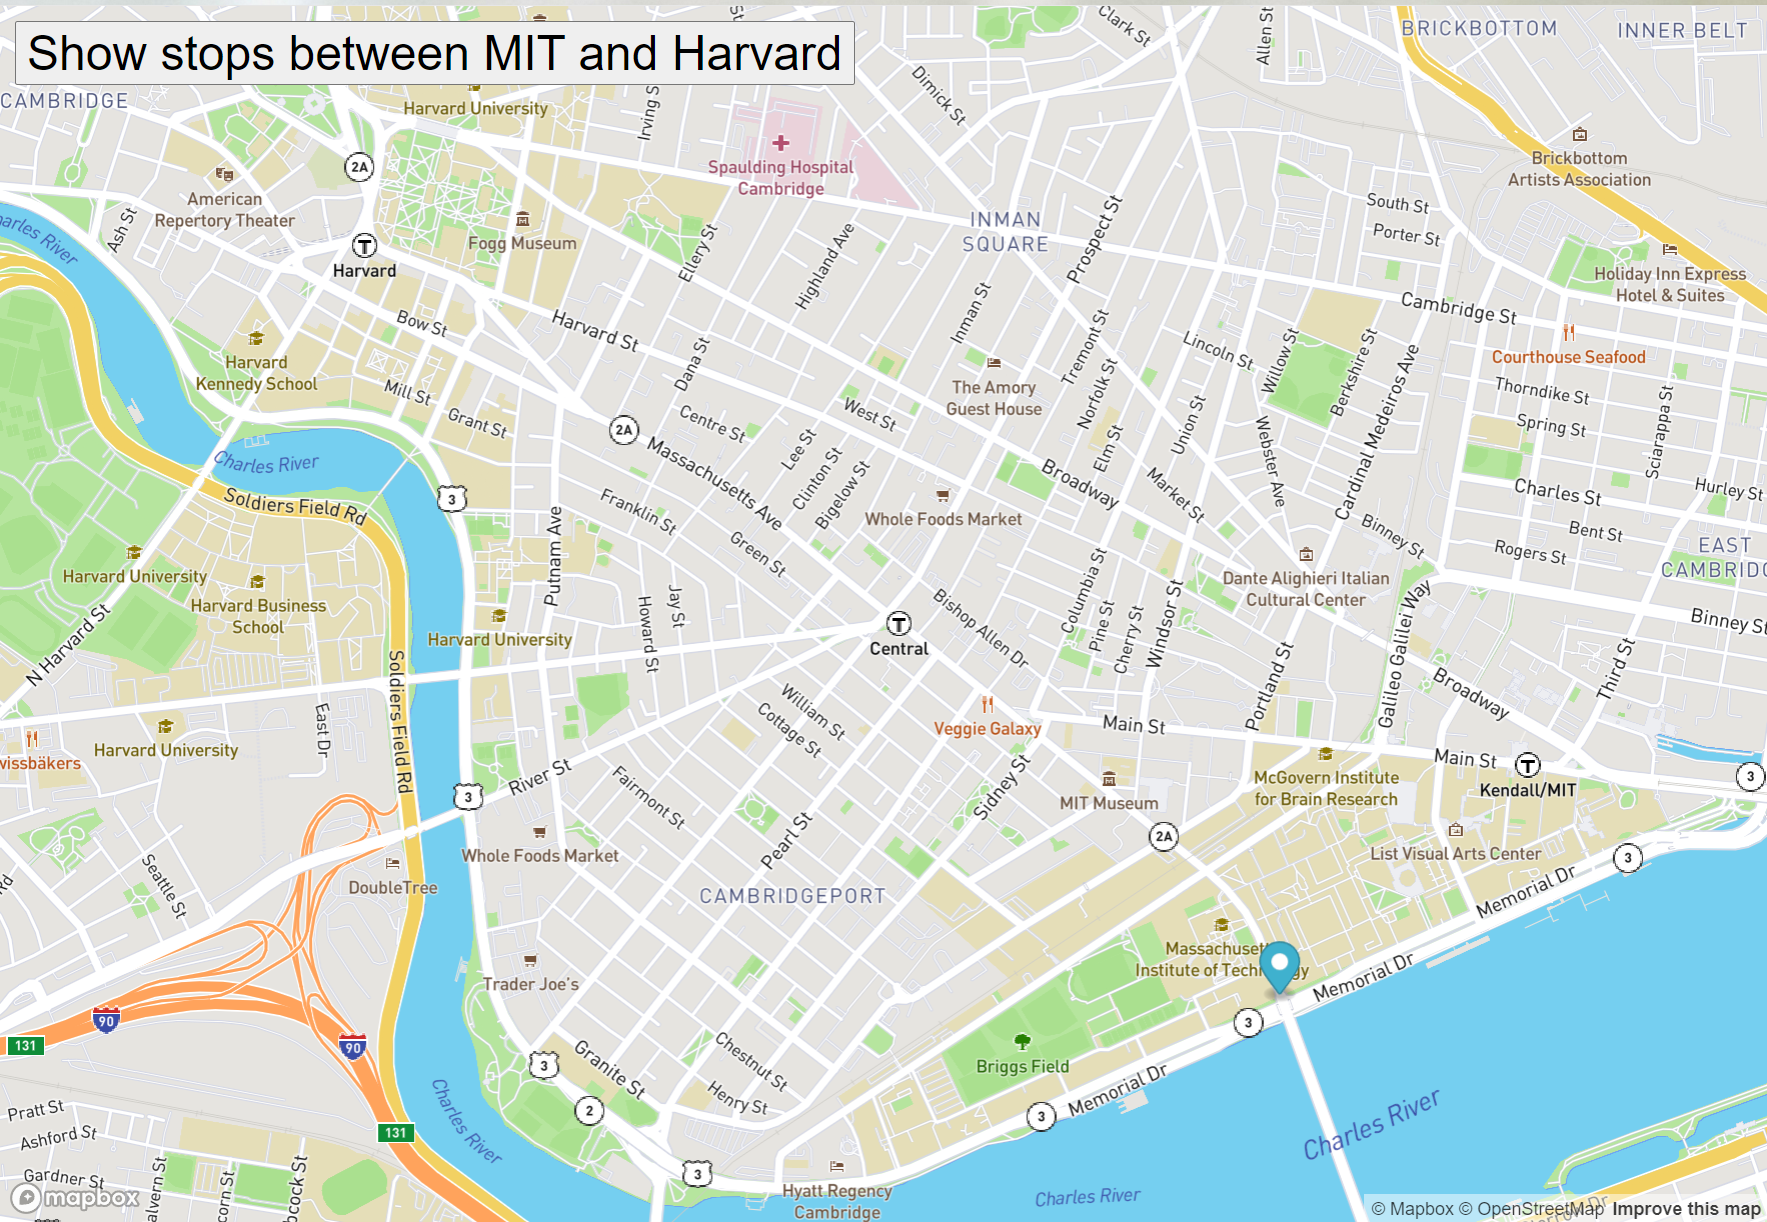 Show stops between MIT and Harvard
Clark St
Allen St
BRICKBOTTOM
INNER BELT
CAMBRIDGE
Harvard University
Irving S
Dimick St
2A
Spaulding Hospital
Cambridge
Brickbottom
Artists Association
American
Repertory Theater
Ash St
Charles River
Fogg Museum
Ellery St
Highland Ave
INMAN
SQUARE
Prospect St
South St
Porter St
Harvard
Holiday Inn Express
Hotel & Suites
Bow St
Harvard St
Inman St
Tremont St
Lincoln St
Cambridge St
Courthouse Seafood
Harvard
Kennedy School
Dana St
The Amory
Guest House
Norfolk St
Willow St
Berkshire St
Cardinal Medeiros Ave
Thorndike St
Mill St
Grant St
2A
Centre St
West St
Spring St
Sciarappa St
Charles River
Massachusetts Ave
Lee St
Clinton St
Bigelow St
Elm St
Union St
Webster Ave
Broadway
Market St
Soldiers Field Rd
3
Franklin St
Whole Foods Market
Charles St
Hurley St
Binney St
Bent St
Rogers St
EAST
CAMBRIDG
Putnam Ave
Green St
Harvard University
Harvard Business
School
Dante Alighieri Italian
Cultural Center
N Harvard St
Harvard University
Jay St
Howard St
Central
Bishop Allen Dr
Columbia St
Pine St
Cherry St
Windsor St
Galileo Galilei Way
Binney St
Third St
Portland St
Broadway
Soldiers Field Rd
East Dr
William St
Cottage St
Veggie Galaxy
Main St
Harvard University
wissbäkers
River St
3
Fairmont St
Sidney St
MIT Museum
McGovern Institute
for Brain Research
Main St
Kendall/MIT
3
Pearl St
2A
Whole Foods Market
List Visual Arts Center
3
DoubleTree
Seattle St
Rd
CAMBRIDGEPORT
Memorial Dr
Massachuset
Institute of Techn
gy
Trader Joe's
Memorial Dr
90
131
90
3
Briggs Field
Granite St
Chestnut St
Henry St
3
Memorial Dr
3
Charles River
2
Pratt St
Ashford St
131
Charles River
Gardner St
3
Hyatt Regency
Cambridge
Charles River
mapbox
© Mapbox © OpenStreetMap Improve this map